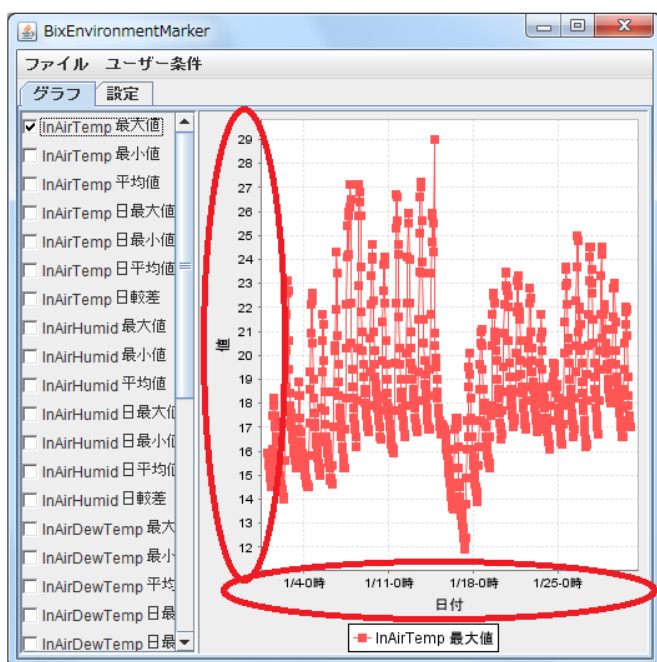 BixEnvironmentMarker
ファイル ユーザー条件
グラフ 設定
InAirTemp 最大値
InAirTemp 最小値
InAirTemp 平均値
InAirTemp 日最大値
InAirTemp 日最小値
InAirTemp 日平均値
InAirTemp 日較差
InAirHumid 最大値
InAirHumid 最小値
InAirHumid 平均値
InAirHumid 日最大値
InAirHumid 日最小値
InAirHumid 日平均値
InAirHumid 日較差
InAirDewTemp 最大
InAirDewTemp 最小
InAirDewTemp 平均
InAirDewTemp 日最
InAirDewTemp 日最
値
29
28
27
26
25
24
23
22
21
20
19
18
17
16
15
14
13
12
1/4-0時 1/11-0時 1/18-0時 1/25-0時
日付
InAirTemp 最大値